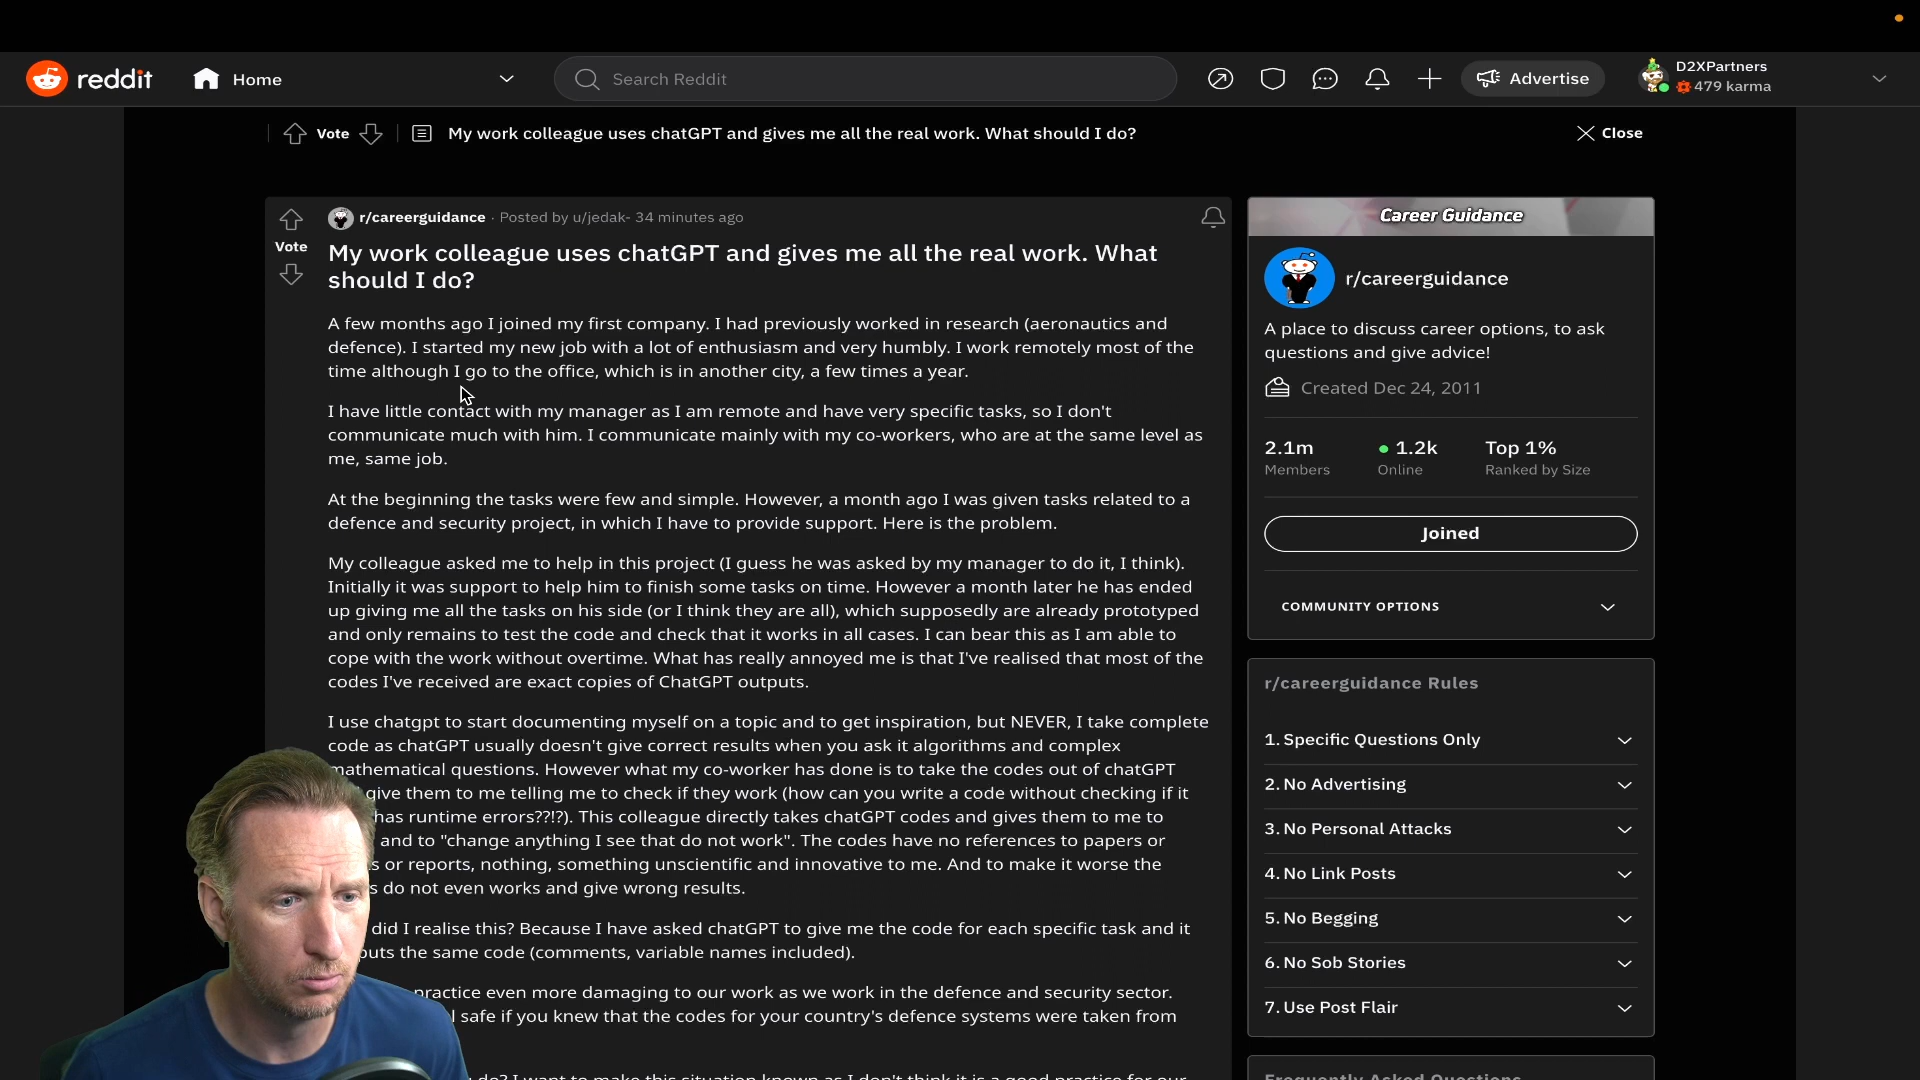 reddit
Home
Search Reddit
Advertise
D2XPartners
479 karma
Vote
My work colleague uses chatGPT and gives me all the real work. What should I do?
Close
r/careerguidance · Posted by u/jedak- 34 minutes ago
Vote
My work colleague uses chatGPT and gives me all the real work. What
should I do?
A few months ago I joined my first company. I had previously worked in research (aeronautics and
defence). I started my new job with a lot of enthusiasm and very humbly. I work remotely most of the
time although I go to the office, which is in another city, a few times a year.
I have little contact with my manager as I am remote and have very specific tasks, so I don't
communicate much with him. I communicate mainly with my co-workers, who are at the same level as
me, same job.
At the beginning the tasks were few and simple. However, a month ago I was given tasks related to a
defence and security project, in which I have to provide support. Here is the problem.
My colleague asked me to help in this project (I guess he was asked by my manager to do it, I think).
Initially it was support to help him to finish some tasks on time. However a month later he has ended
up giving me all the tasks on his side (or I think they are all), which supposedly are already prototyped
and only remains to test the code and check that it works in all cases. I can bear this as I am able to
cope with the work without overtime. What has really annoyed me is that I've realised that most of the
codes I've received are exact copies of ChatGPT outputs.
I use chatgpt to start documenting myself on a topic and to get inspiration, but NEVER, I take complete
code as chatGPT usually doesn't give correct results when you ask it algorithms and complex
mathematical questions. However what my co-worker has done is to take the codes out of chatGPT
give them to me telling me to check if they work (how can you write a code without checking if it
has runtime errors??!?). This colleague directly takes chatGPT codes and gives them to me to
and to "change anything I see that do not work". The codes have no references to papers or
or reports, nothing, something unscientific and innovative to me. And to make it worse the
do not even works and give wrong results.
did I realise this? Because I have asked chatGPT to give me the code for each specific task and it
the same code (comments, variable names included).
practice even more damaging to our work as we work in the defence and security sector.
safe if you knew that the codes for your country's defence systems were taken from
do? I want to make this situation known as I don't think it is a good practice for our
Career Guidance
r/careerguidance
A place to discuss career options, to ask
questions and give advice!
Created Dec 24, 2011
2.1m
Members
1.2k
Online
Top 1%
Ranked by Size
Joined
COMMUNITY OPTIONS
r/careerguidance Rules
1. Specific Questions Only
2. No Advertising
3. No Personal Attacks
4. No Link Posts
5. No Begging
6. No Sob Stories
7. Use Post Flair
Frequently Asked Questions